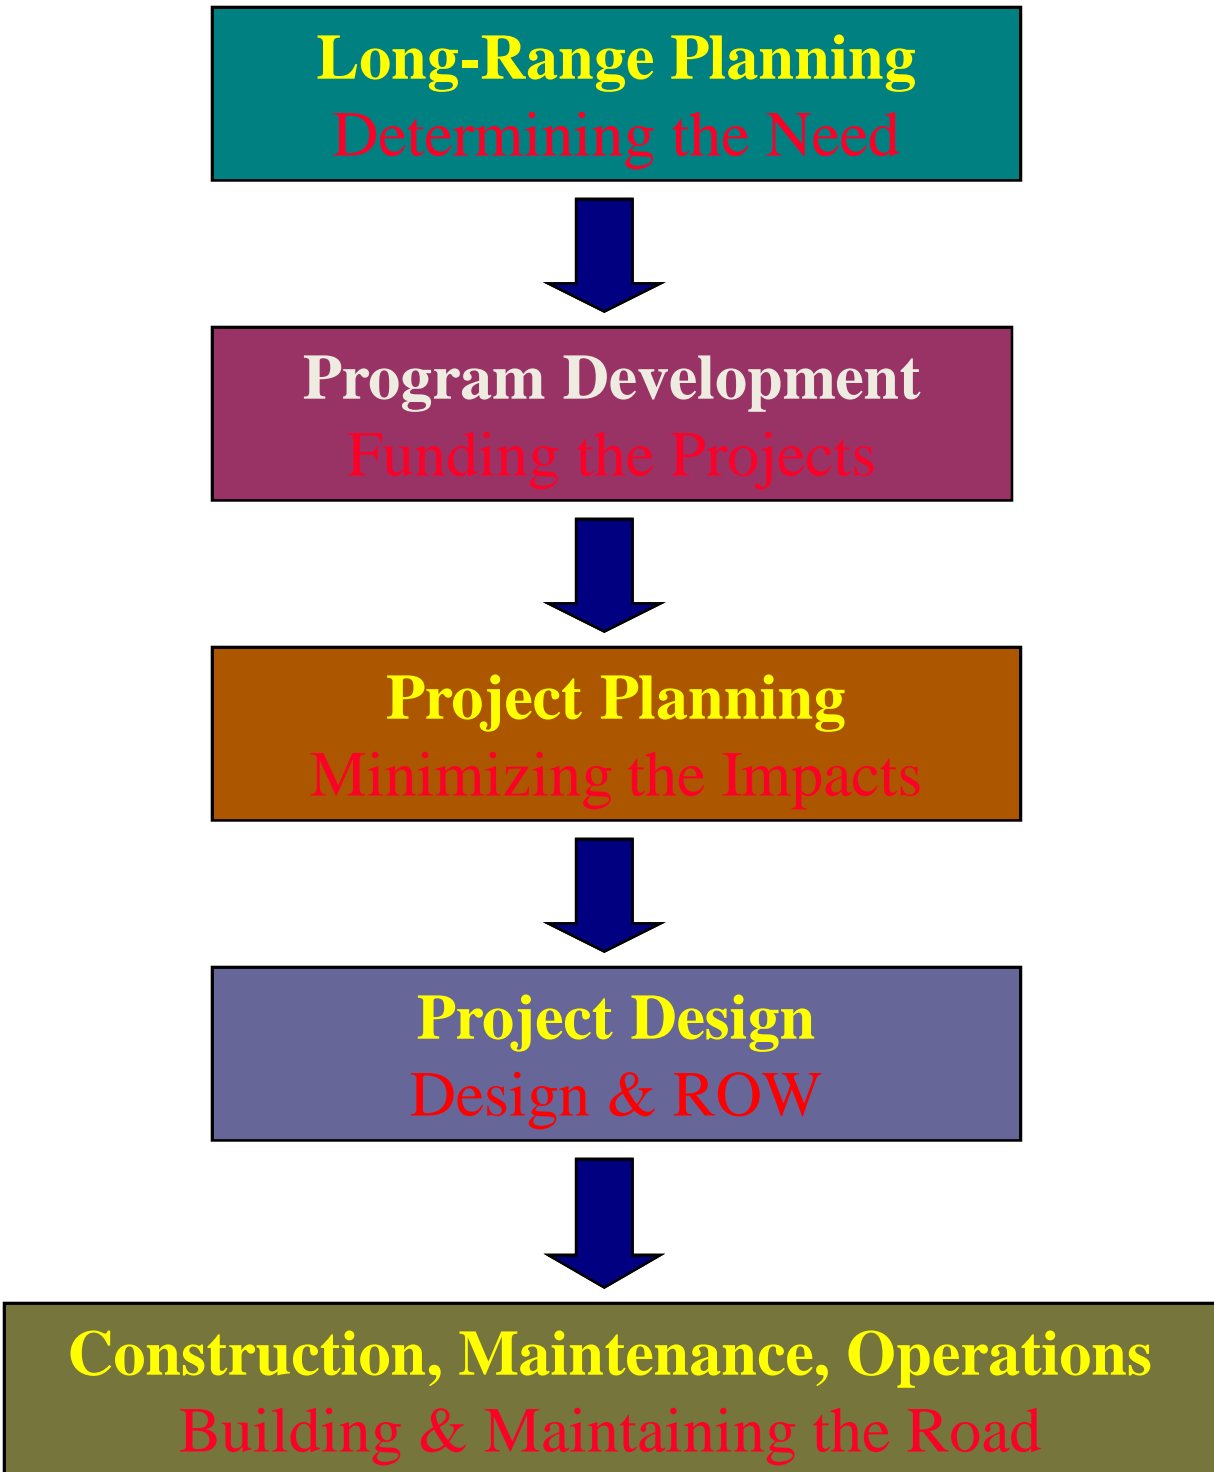 Long-Range Planning
Determining the Need
Program Development
Funding the Projects
Project Planning
Minimizing the Impacts
Project Design
Design & ROW
Construction, Maintenance, Operations
Building & Maintaining the Road